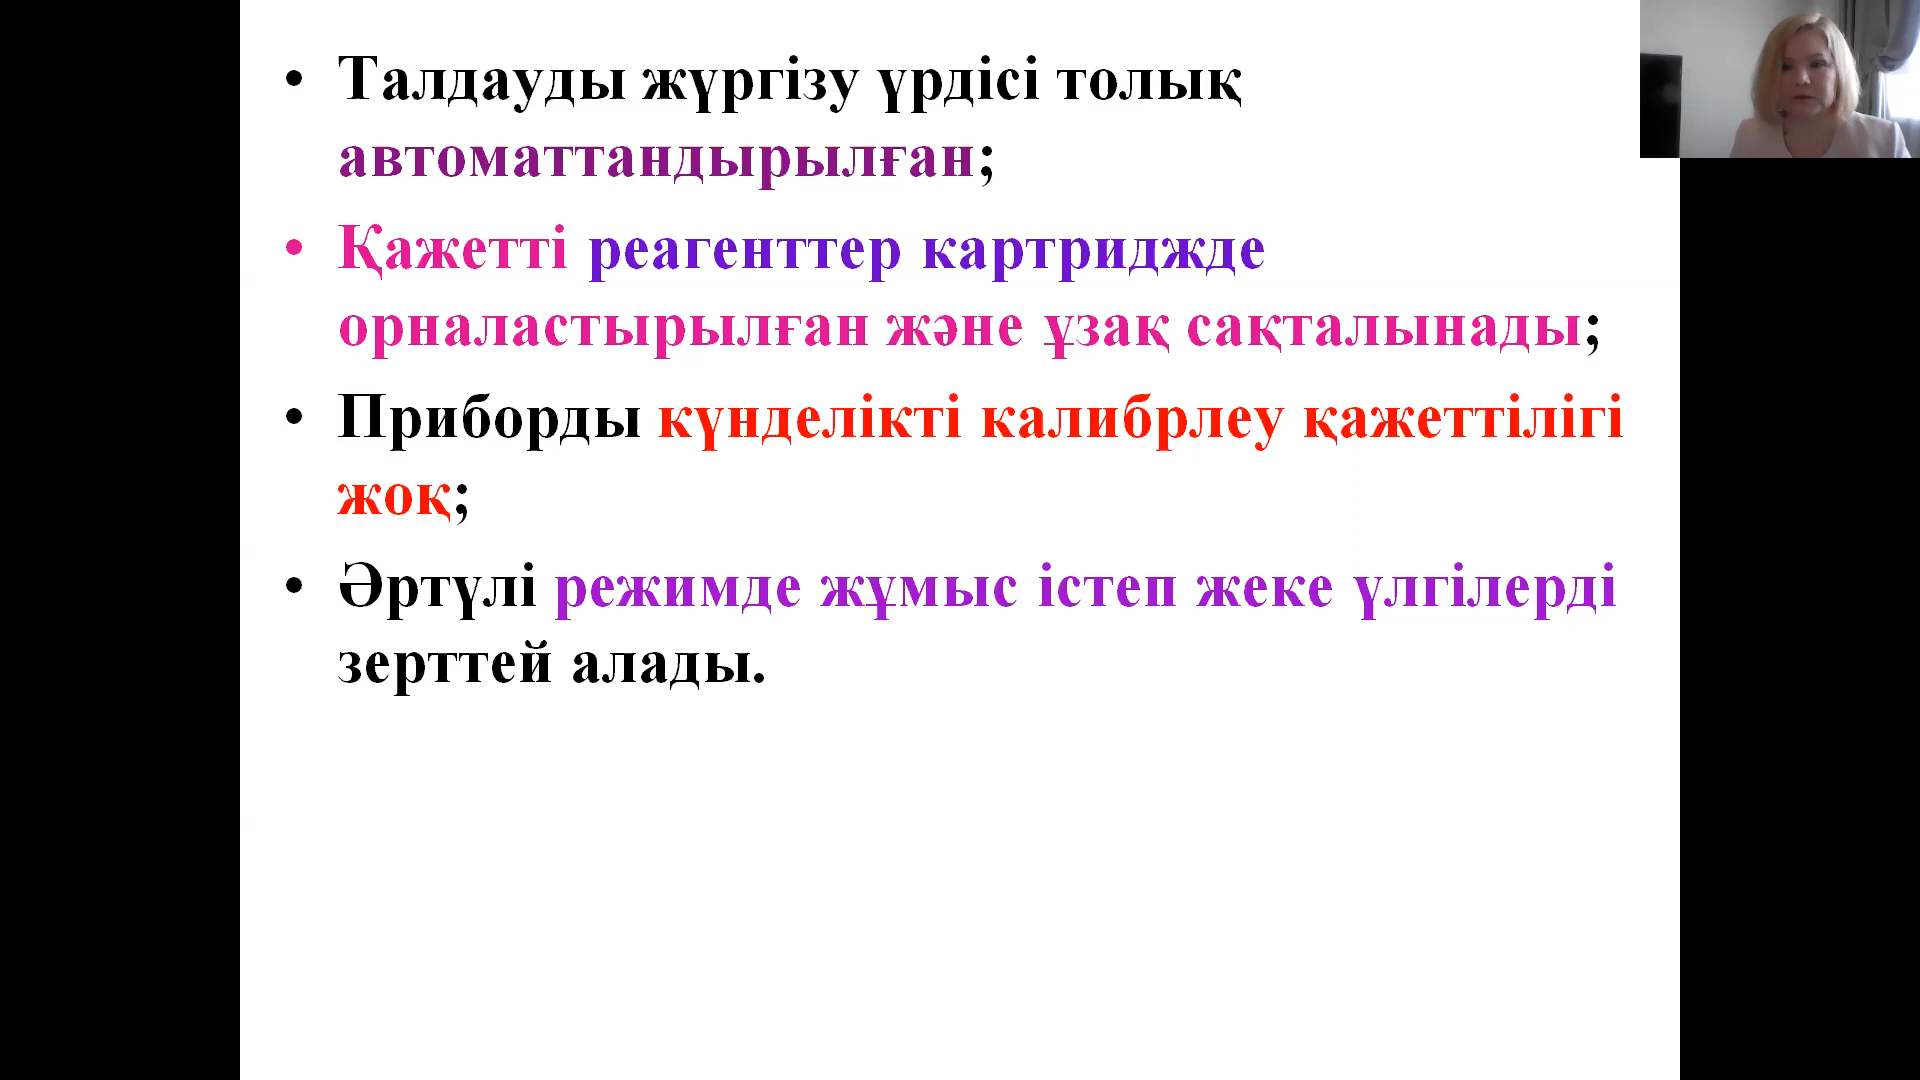 • Талдауды жүргізу үрдісі толық
автоматтандырылған;
• Қажетті реагенттер картриджде
орналастырылған және ұзақ сақталынады;
• Приборды күнделікті калибрлеу қажеттілігі
жоқ;
• Әртүлі режимде жұмыс істеп жеке үлгілерді
зерттей алады.